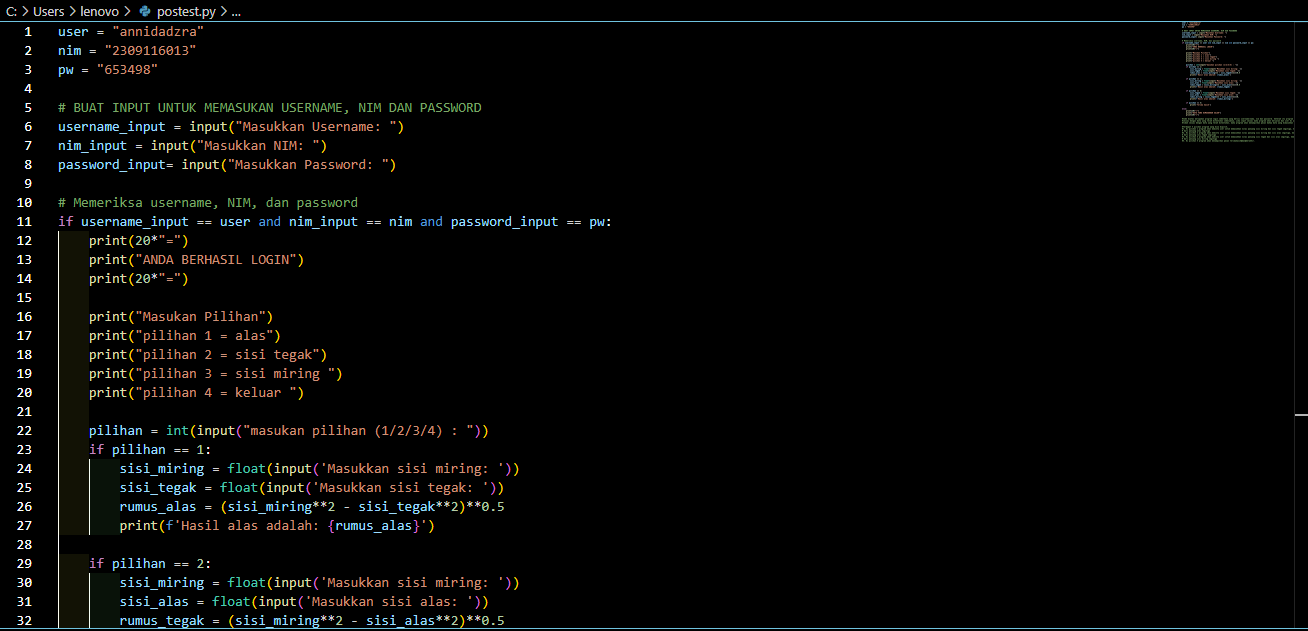 C: > Users > lenovo > postest.py > ...
1 user = "annidadzra"
2 nim = "2309116013"
3 pw = "653498"
4
5 # BUAT INPUT UNTUK MEMASUKAN USERNAME, NIM DAN PASSWORD
6 username_input = input("Masukkan Username: ")
7 nim_input = input("Masukkan NIM: ")
8 password_input= input("Masukkan Password: ")
9
10 # Memeriksa username, NIM, dan password
11 if username_input == user and nim_input == nim and password_input == pw:
12     print(20*"=")
13     print("ANDA BERHASIL LOGIN")
14     print(20*"=")
15
16     print("Masukan Pilihan")
17     print("pilihan 1 = alas")
18     print("pilihan 2 = sisi tegak")
19     print("pilihan 3 = sisi miring ")
20     print("pilihan 4 = keluar ")
21
22     pilihan = int(input("masukan pilihan (1/2/3/4) : "))
23     if pilihan == 1:
24         sisi_miring = float(input('Masukkan sisi miring: '))
25         sisi_tegak = float(input('Masukkan sisi tegak: '))
26         rumus_alas = (sisi_miring**2 - sisi_tegak**2)**0.5
27         print(f'Hasil alas adalah: {rumus_alas}')
28
29     if pilihan == 2:
30         sisi_miring = float(input('Masukkan sisi miring: '))
31         sisi_alas = float(input('Masukkan sisi alas: '))
32         rumus_tegak = (sisi_miring**2 - sisi_alas**2)**0.5